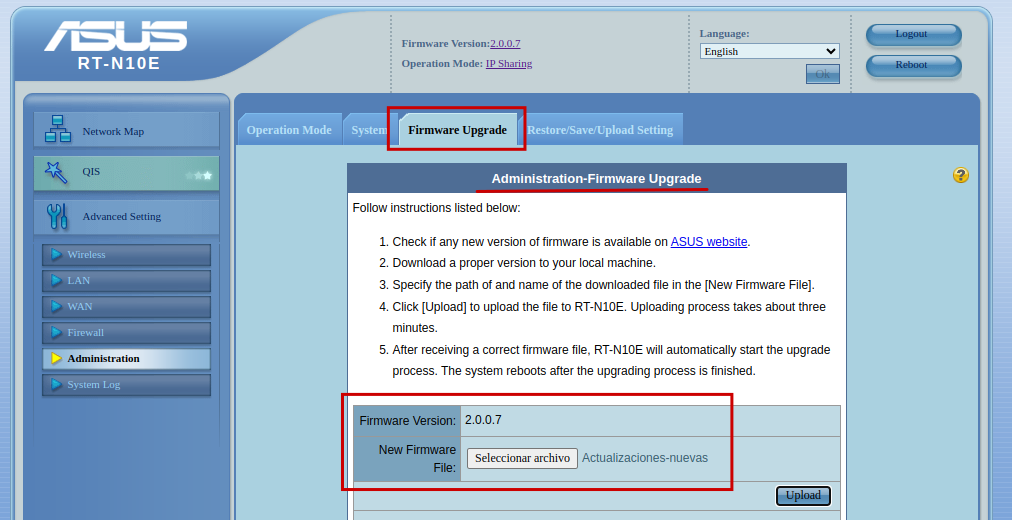 ASUS
RT-N10E
Firmware Version:2.0.0.7
Operation Mode: IP Sharing
Language:
English
Ok
Logout
Reboot
Network Map
QIS
Advanced Setting
Wireless
LAN
WAN
Firewall
Administration
System Log
Operation Mode
System
Firmware Upgrade
Restore/Save/Upload Setting
Administration-Firmware Upgrade
?
Follow instructions listed below:
1. Check if any new version of firmware is available on ASUS website.
2. Download a proper version to your local machine.
3. Specify the path of and name of the downloaded file in the [New Firmware File].
4. Click [Upload] to upload the file to RT-N10E. Uploading process takes about three
minutes.
5. After receiving a correct firmware file, RT-N10E will automatically start the upgrade
process. The system reboots after the upgrading process is finished.
Firmware Version: 2.0.0.7
New Firmware
File:
Seleccionar archivo Actualizaciones-nuevas
Upload